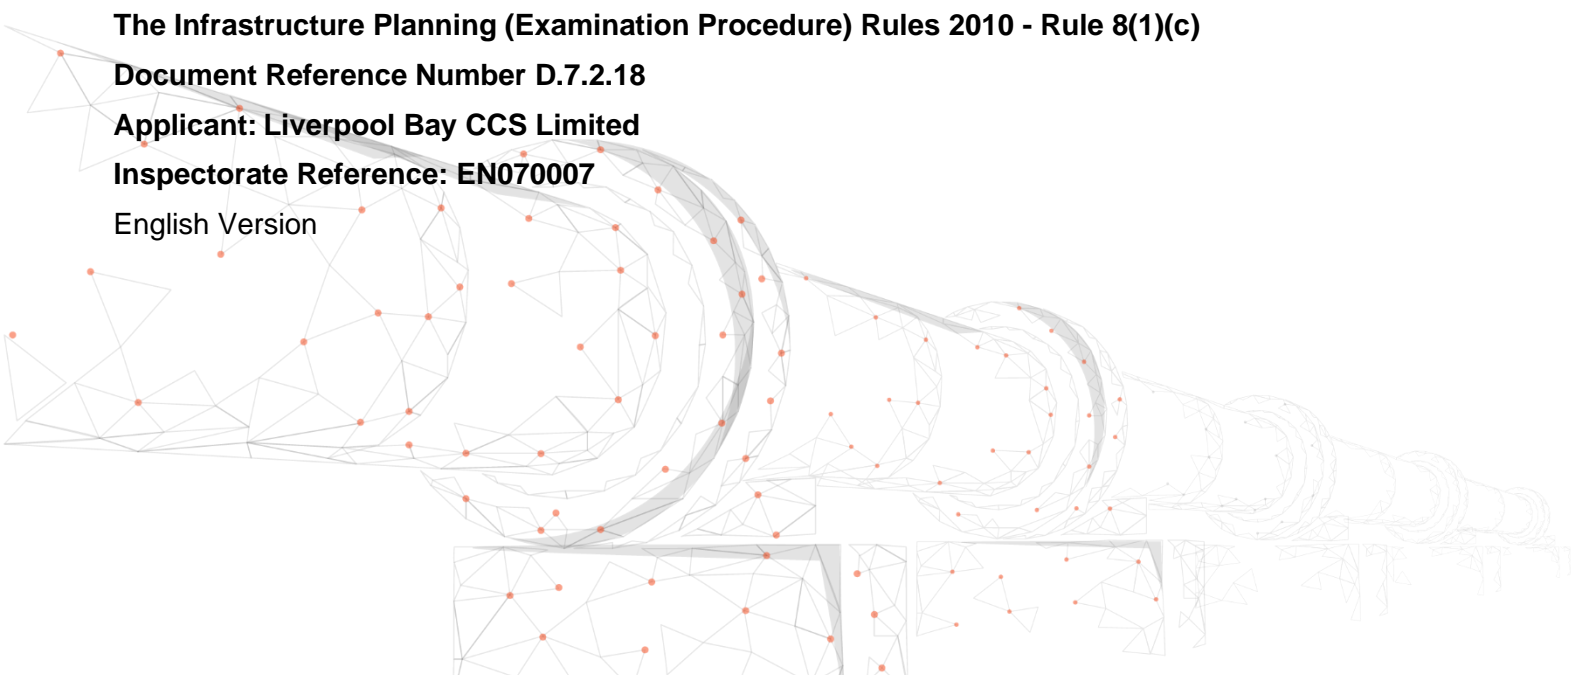 The Infrastructure Planning (Examination Procedure) Rules 2010 - Rule 8(1)(c)
Document Reference Number D.7.2.18
Applicant: Liverpool Bay CCS Limited
Inspectorate Reference: EN070007
English Version